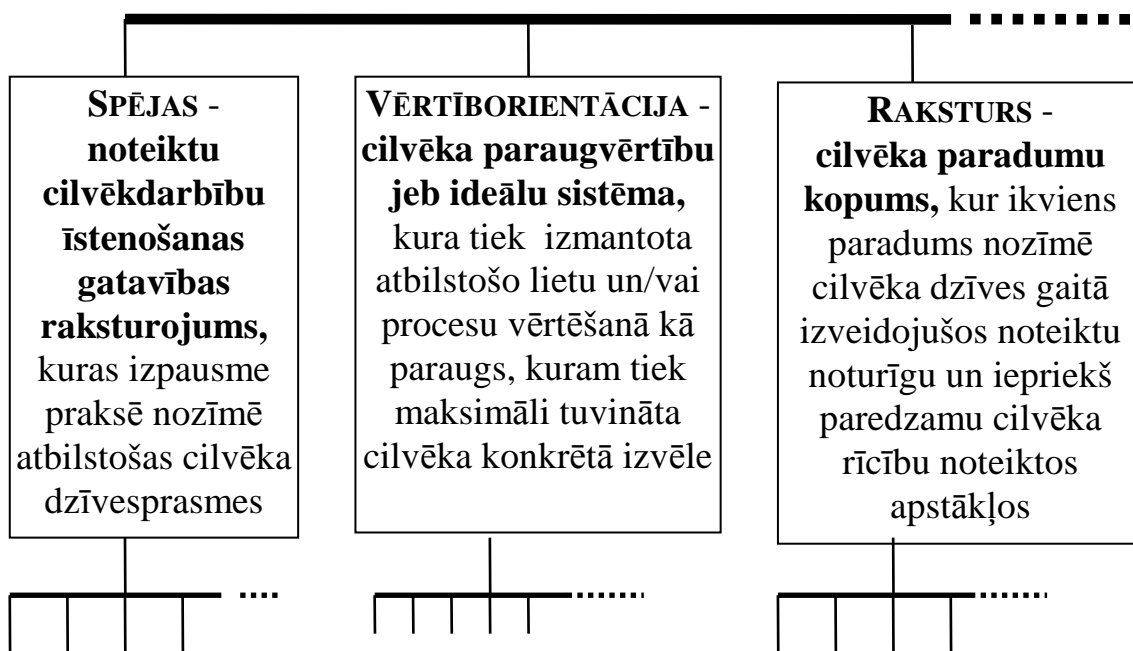 SPĒJAS -
noteiktu
cilvēkdarbību
īstenošanas
gatavības
raksturojums,
kuras izpausme
praksē nozīmē
atbilstošas cilvēka
dzīvesprasmes
VĒRTĪBORIENTĀCIJA -
cilvēka paraugvērtību
jeb ideālu sistēma,
kura tiek izmantota
atbilstošo lietu un/vai
procesu vērtēšanā kā
paraugs, kuram tiek
maksimāli tuvināta
cilvēka konkrētā izvēle
RAKSTURS -
cilvēka paradumu
kopums, kur ikviens
paradums nozīmē
cilvēka dzīves gaitā
izveidojušos noteiktu
noturīgu un iepriekš
paredzamu cilvēka
rīcību noteiktos
apstākļos